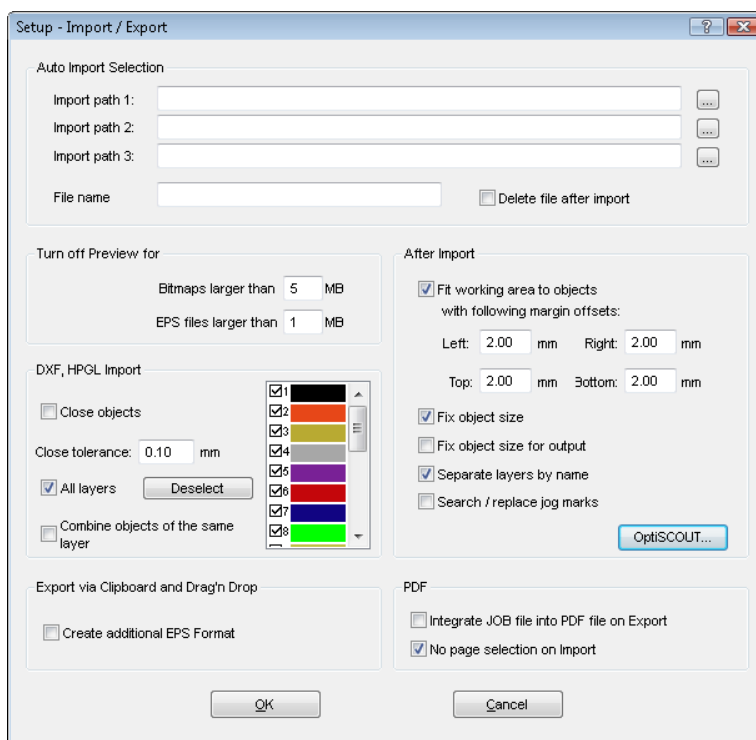 Setup - Import / Export
?
Auto Import Selection
Import path 1:
...
Import path 2:
...
Import path 3:
...
File name
Delete file after import
Turn off Preview for
Bitmaps larger than 5 MB
EPS files larger than 1 MB
DXF, HPGL Import
Close objects
Close tolerance: 0.10 mm
All layers Deselect
Combine objects of the same
layer
1
2
3
4
5
6
7
8
After Import
Fit working area to objects
with following margin offsets:
Left: 2.00 mm Right: 2.00 mm
Top: 2.00 mm Bottom: 2.00 mm
Fix object size
Fix object size for output
Separate layers by name
Search / replace jog marks
OptiSCOUT...
Export via Clipboard and Drag'n Drop
Create additional EPS Format
PDF
Integrate JOB file into PDF file on Export
No page selection on Import
OK Cancel